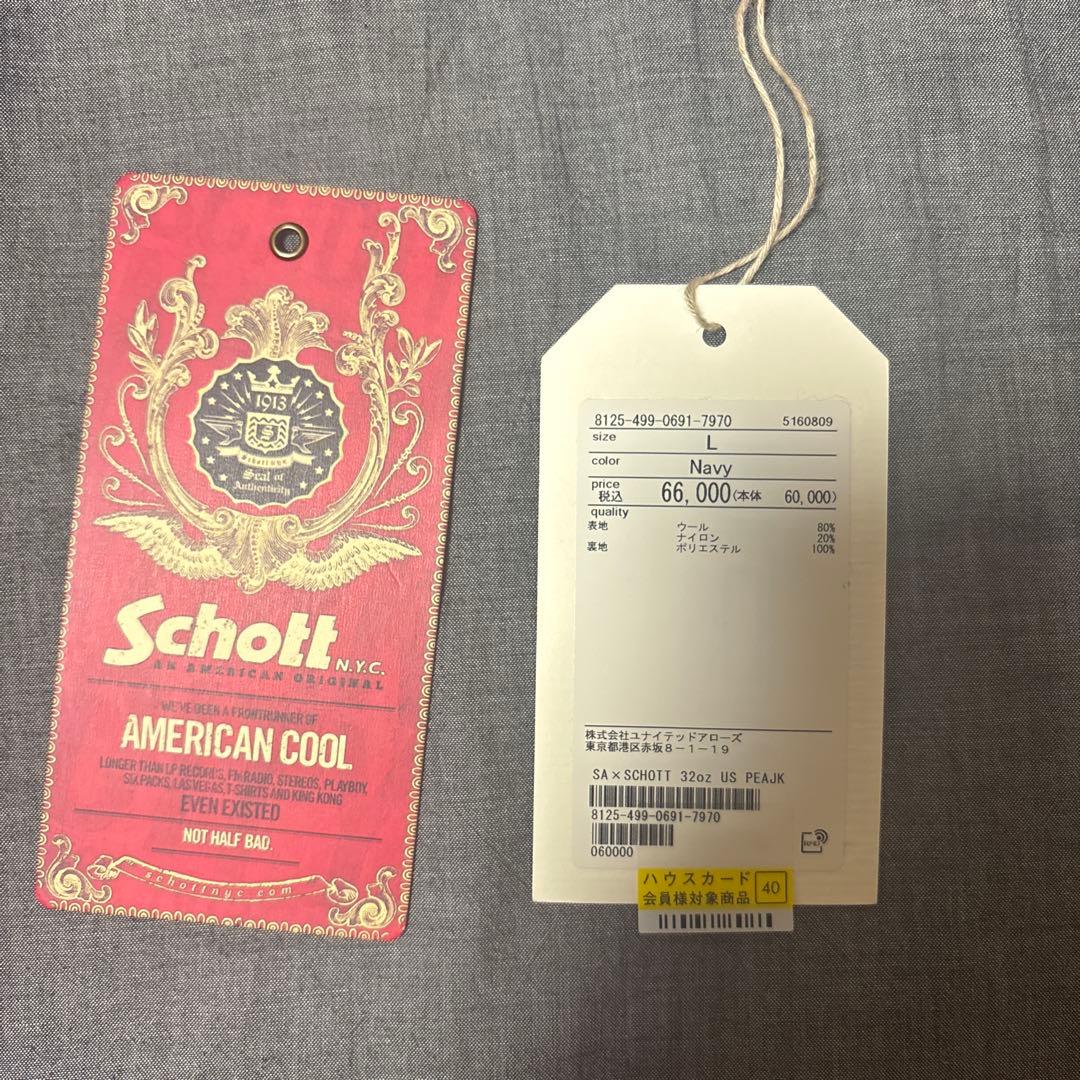 1913
S
Schott NYC
Seal of
Authenticity
Schott N.Y.C.
AN AMERICAN ORIGINAL
WE'VE BEEN A FRONTRUNNER OF
AMERICAN COOL
LONGER THAN LP RECORDS, FM RADIO, STEREOS, PLAYBOY,
SIX PACKS, LAS VEGAS, T-SHIRTS AND KING KONG
EVEN EXISTED
NOT HALF BAD.
schottnyc.com
8125-499-0691-7970 5160809
size L
color Navy
price 税込 66,000(本体 60,000)
quality
表地 ウール 80%
ナイロン 20%
裏地 ポリエステル 100%
株式会社ユナイテッドアローズ
東京都港区赤坂8-1-19
SA×SCHOTT 32oz US PEAJK
8125-499-0691-7970
060000
RFID
ハウスカード
会員様対象商品 40